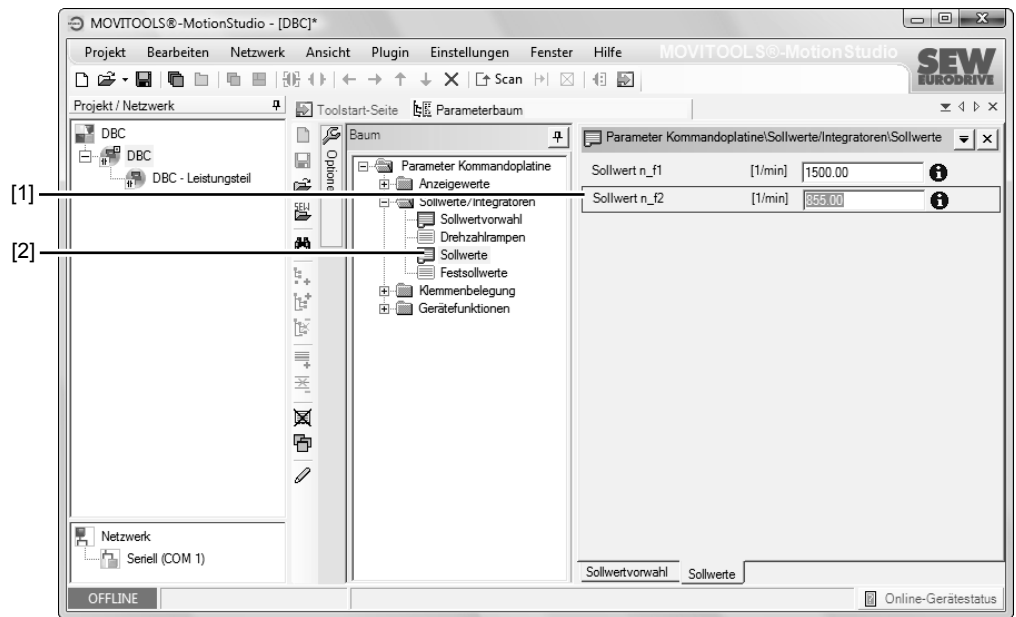 MOVITOOLS®-MotionStudio - [DBC]*
Projekt Bearbeiten Netzwerk Ansicht Plugin Einstellungen Fenster Hilfe MOVITOOLS®-MotionStudio
SEW
EURODRIVE
Scan
Projekt / Netzwerk
Toolstart-Seite Parameterbaum
DBC
DBC
DBC - Leistungsteil
Netzwerk
Seriell (COM 1)
SEW
Optione
Baum
Parameter Kommandoplatine
Anzeigewerte
Sollwerte/Integratoren
Sollwertvorwahl
Drehzahlrampen
Sollwerte
Festsollwerte
Klemmenbelegung
Gerätefunktionen
Parameter Kommandoplatine\Sollwerte/Integratoren\Sollwerte
Sollwert n_f1 [1/min] 1500.00
Sollwert n_f2 [1/min] 855.00
[1]
[2]
Sollwertvorwahl Sollwerte
OFFLINE
Online-Gerätestatus